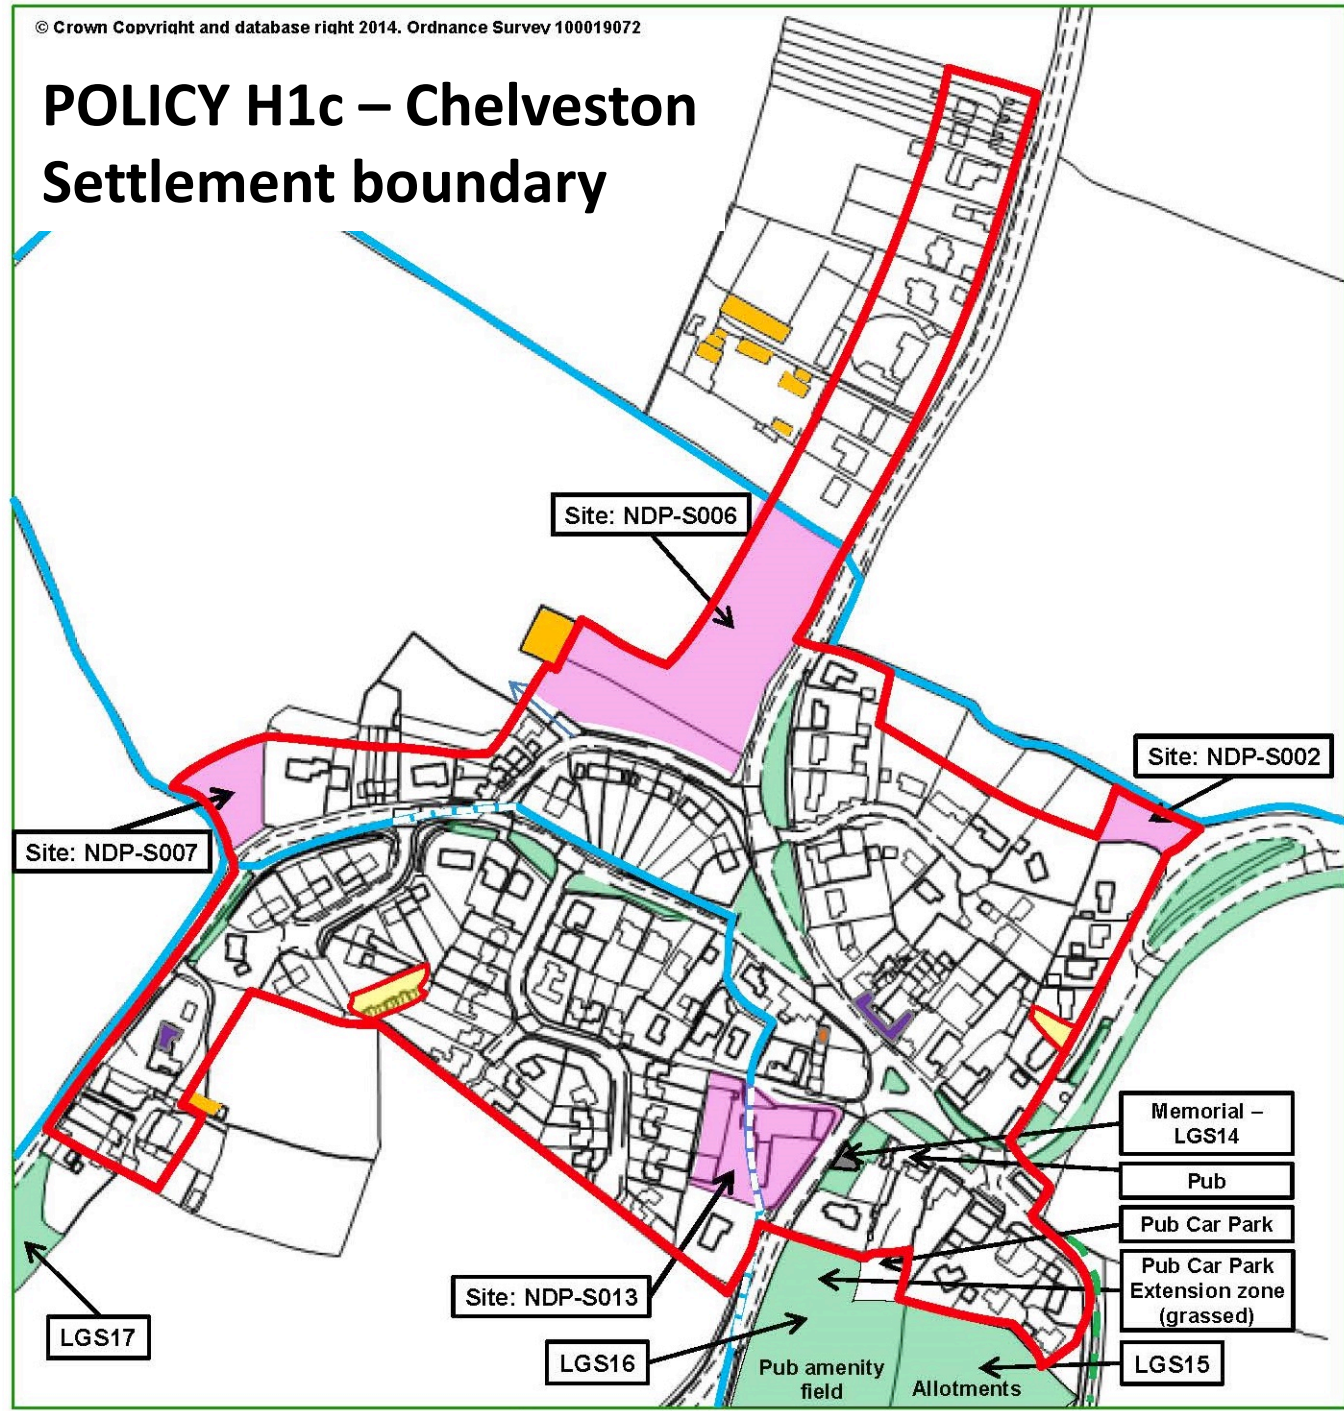 © Crown Copyright and database right 2014. Ordnance Survey 100019072
POLICY H1c – Chelveston
Settlement boundary
Site: NDP-S006
Site: NDP-S002
Site: NDP-S007
Memorial –
LGS14
Pub
Pub Car Park
Pub Car Park
Extension zone
(grassed)
Site: NDP-S013
LGS17
LGS16
LGS15
Pub amenity
field
Allotments